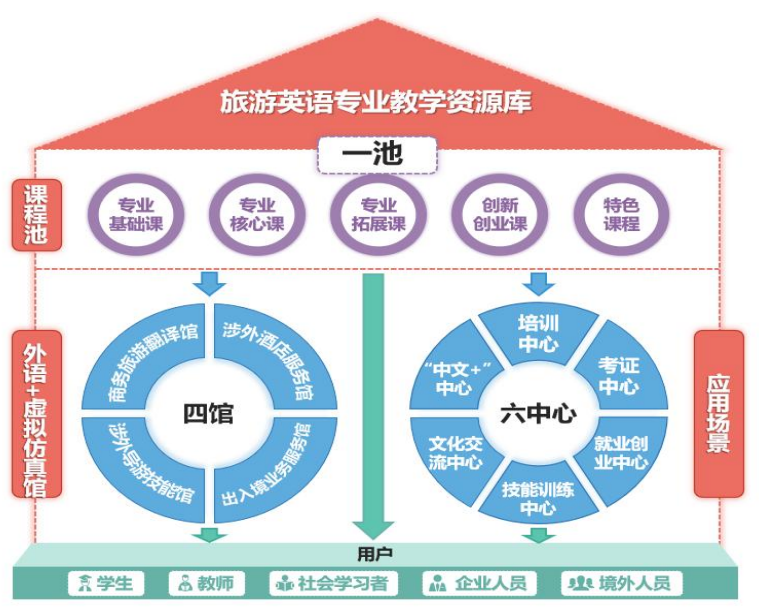 旅游英语专业教学资源库
一池
课程池
专业
基础课
专业
核心课
专业
拓展课
创新
创业课
特色
课程
外语+虚拟仿真馆
商务旅游翻译馆
涉外酒店服务馆
四馆
涉外导游技能馆
出入境业务服务馆
培训
中心
“中文+”
中心
考证
中心
六中心
文化交
流中心
就业创
业中心
技能训练
中心
应用场景
用户
学生
教师
社会学习者
企业人员
境外人员